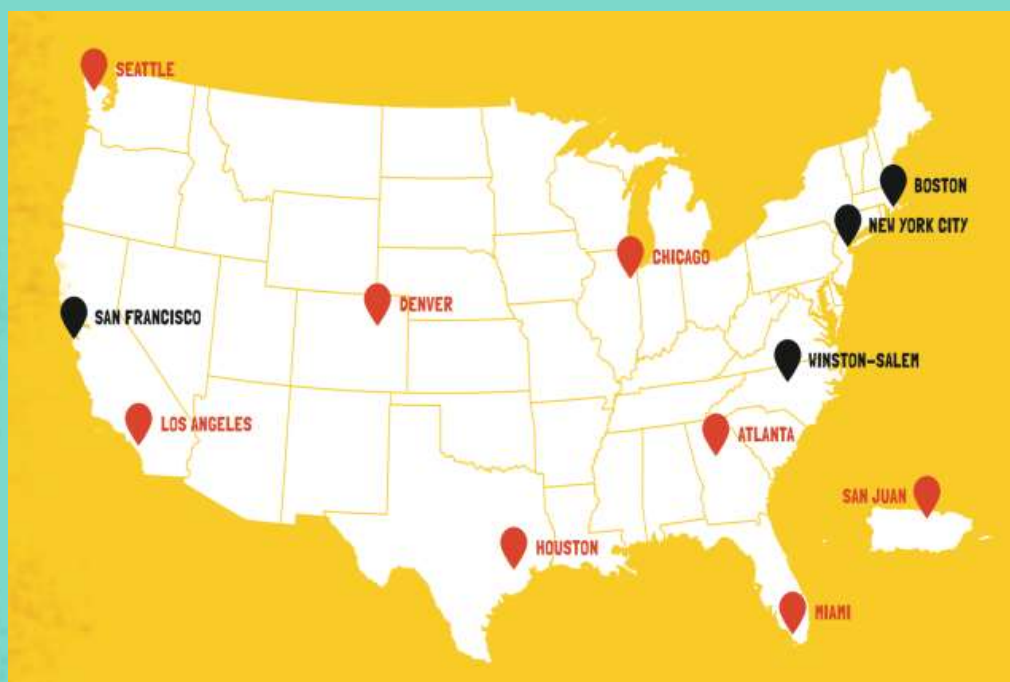 SEATTLE
BOSTON
NEW YORK CITY
CHICAGO
DENVER
SAN FRANCISCO
WINSTON-SALEM
LOS ANGELES
ATLANTA
SAN JUAN
HOUSTON
MIAMI